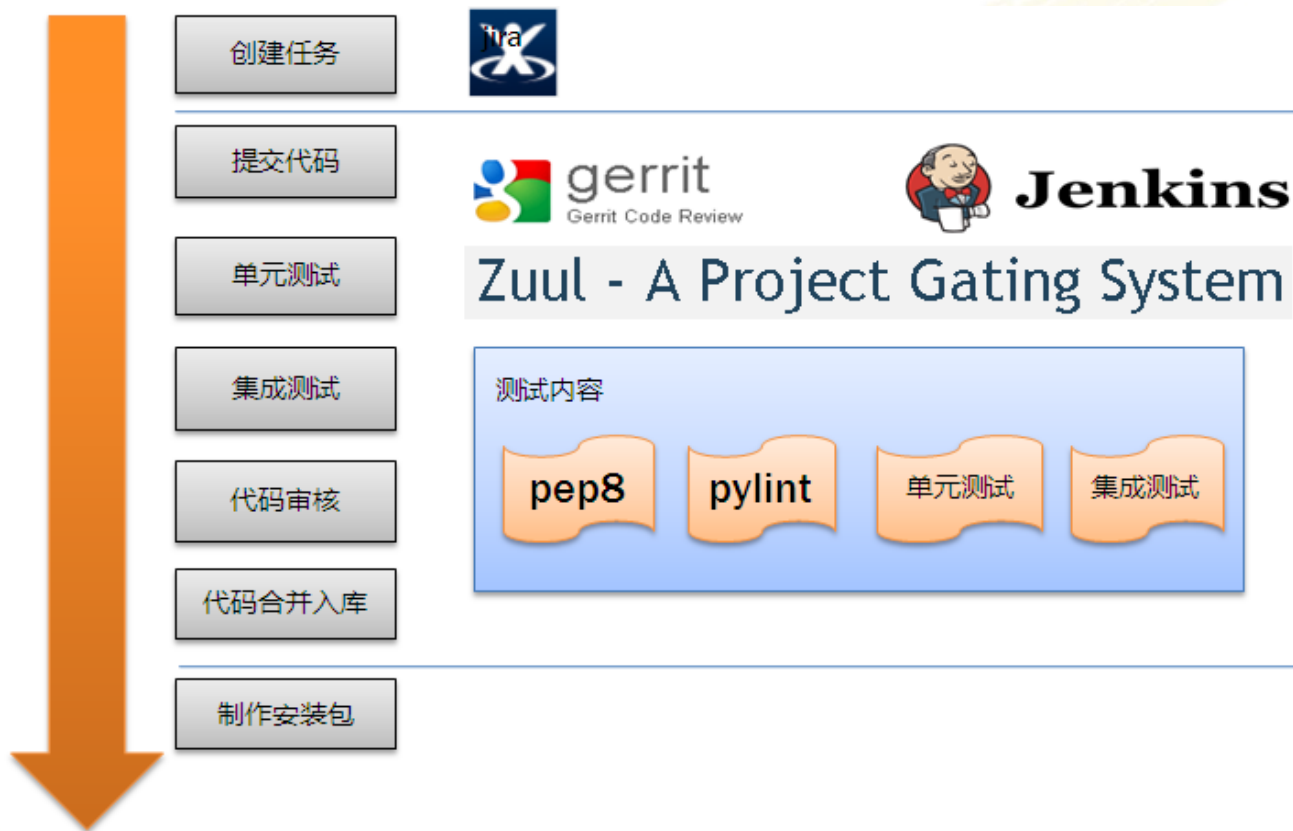 创建任务
jira
提交代码
gerrit
Gerrit Code Review
Jenkins
单元测试
Zuul - A Project Gating System
集成测试
测试内容
pep8
pylint
单元测试
集成测试
代码审核
代码合并入库
制作安装包